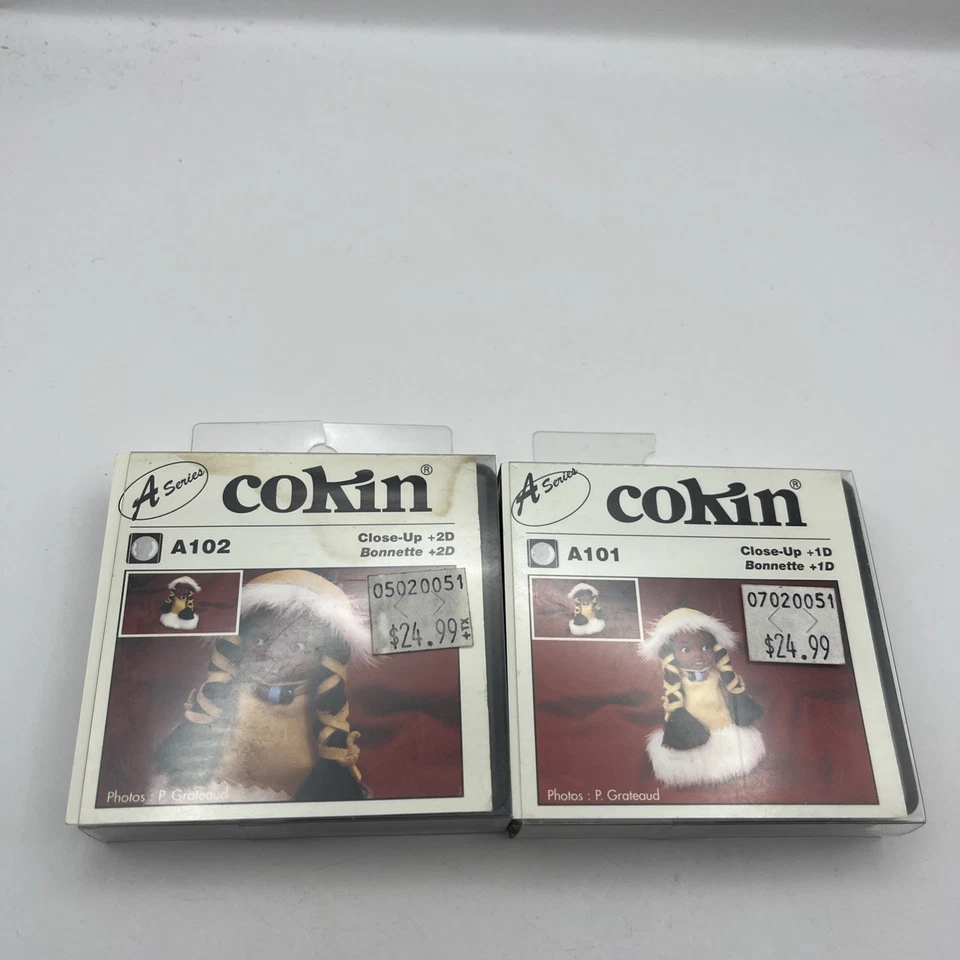 A Series
cokin®
A102
Close-Up +2D
Bonnette +2D
05020051
$24.99 +TX
Photos : P. Grateaud
A Series
cokin®
A101
Close-Up +1D
Bonnette +1D
07020051
$24.99
Photos : P. Grateaud